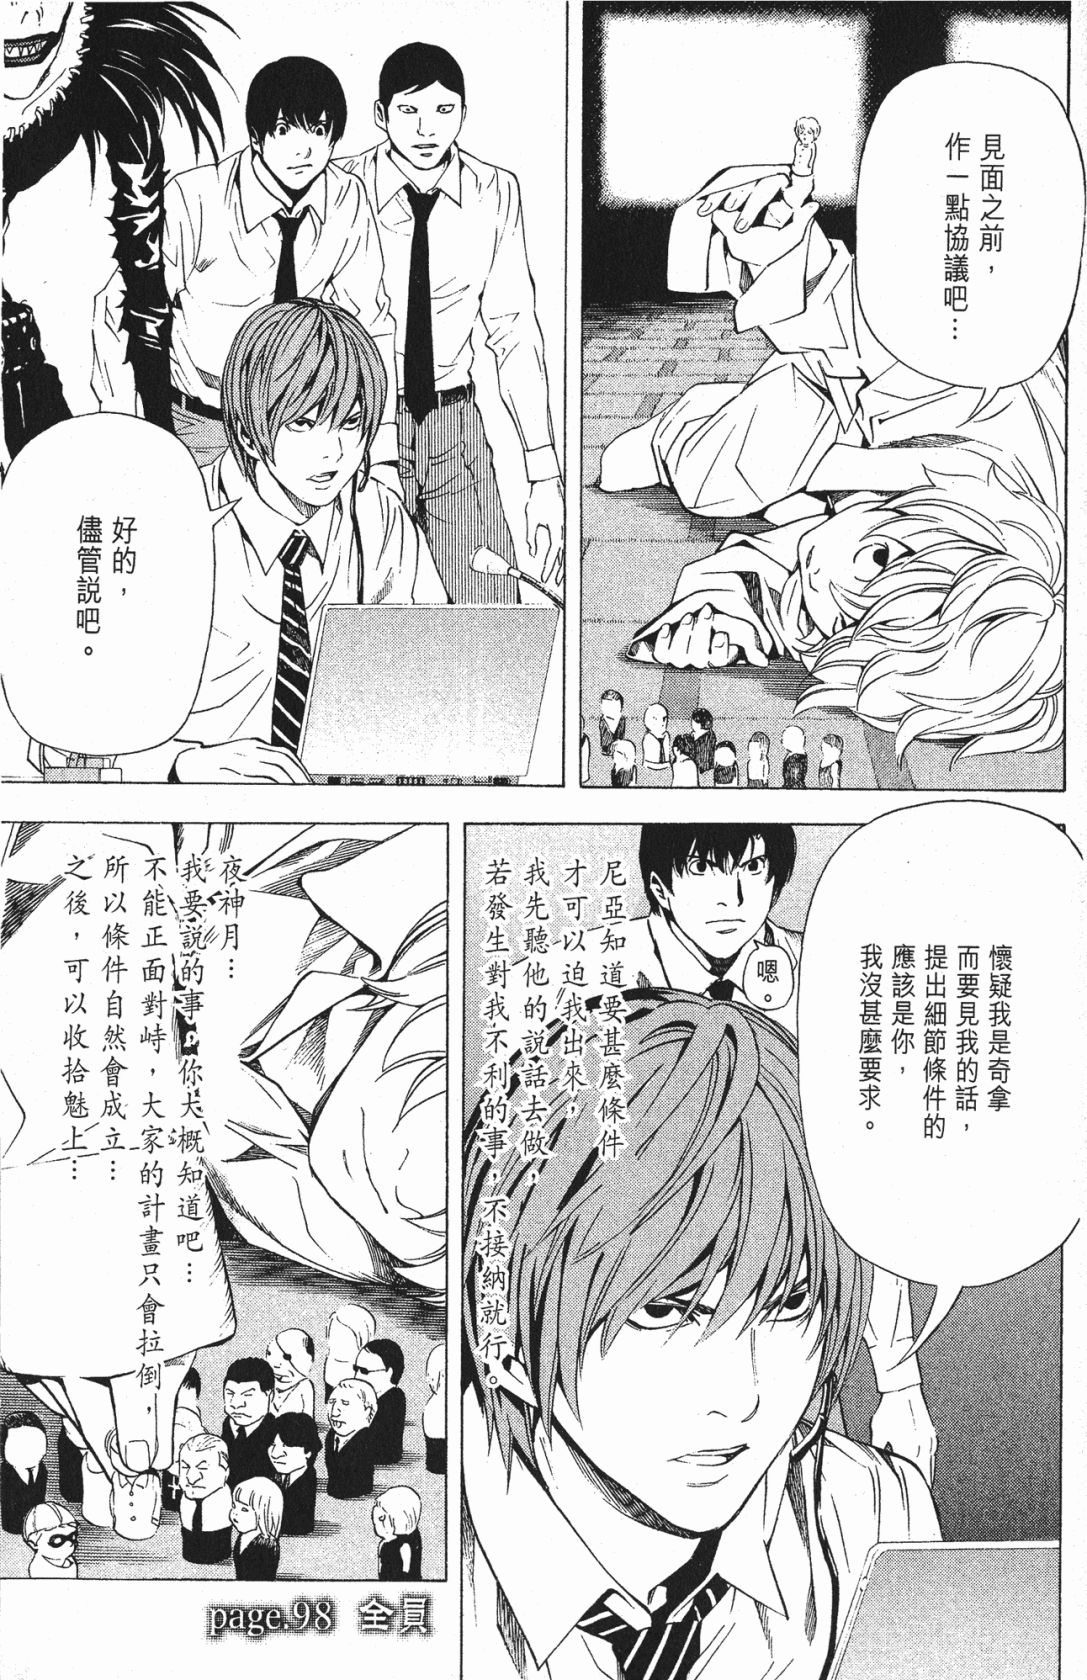 見面之前，
作一點協議吧…
好的，
儘管說吧。
懷疑我是奇拿
而要見我的話，
提出細節條件的
應該是你，
我沒甚麼要求。
嗯。
尼亞知道要甚麼條件
才可以迫我出來，
我先聽他的說話去做，
若發生對我不利的事，不接納就行。
夜神月…
我要說的事，你大概知道吧…
不能正面對峙，大家的計畫只會拉倒，
所以條件自然會成立…
之後，可以收拾魅上…
page.98 全員